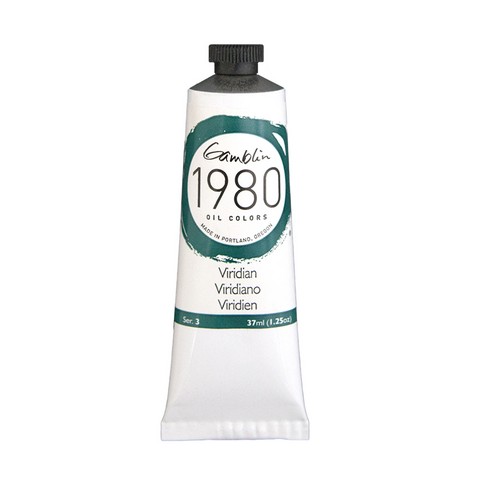 Gamblin
1980
OIL COLORS
MADE IN PORTLAND, OREGON
Viridian
Viridiano
Viridien
Ser. 3 37ml (1.25oz)